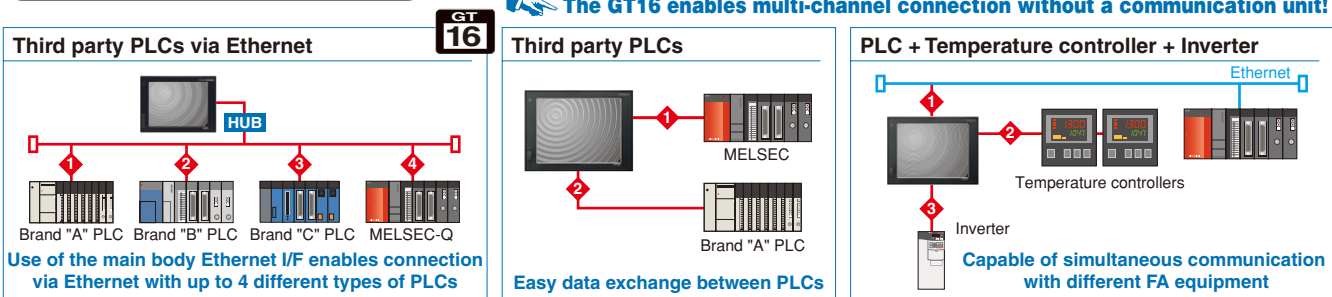 The GT16 enables multi-channel connection without a communication unit!
GT
16
Third party PLCs via Ethernet
HUB
1
2
3
4
Brand "A" PLC
Brand "B" PLC
Brand "C" PLC
MELSEC-Q
Use of the main body Ethernet I/F enables connection
via Ethernet with up to 4 different types of PLCs
Third party PLCs
1
MELSEC
2
Brand "A" PLC
Easy data exchange between PLCs
PLC + Temperature controller + Inverter
Ethernet
1
2
1300
1047
1300
1047
Temperature controllers
3
Inverter
Capable of simultaneous communication
with different FA equipment